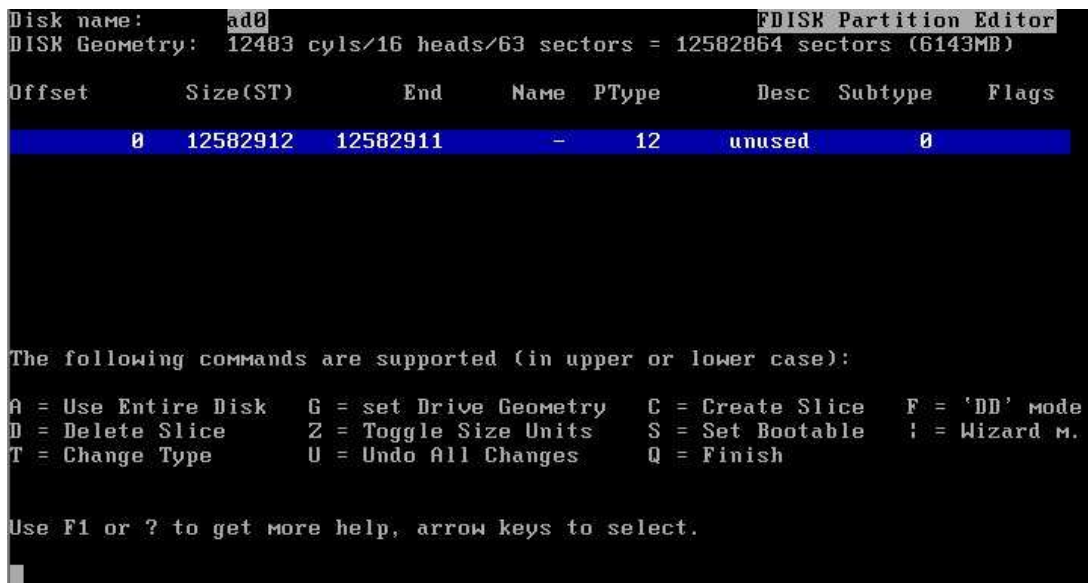 Disk name: ad0 FDISK Partition Editor
DISK Geometry: 12483 cyls/16 heads/63 sectors = 12582864 sectors (6143MB)
Offset Size(ST) End Name PType Desc Subtype Flags
0 12582912 12582911 - 12 unused 0
The following commands are supported (in upper or lower case):
A = Use Entire Disk G = set Drive Geometry C = Create Slice F = `DD' mode
D = Delete Slice Z = Toggle Size Units S = Set Bootable | = Wizard m.
T = Change Type U = Undo All Changes Q = Finish
Use F1 or ? to get more help, arrow keys to select.